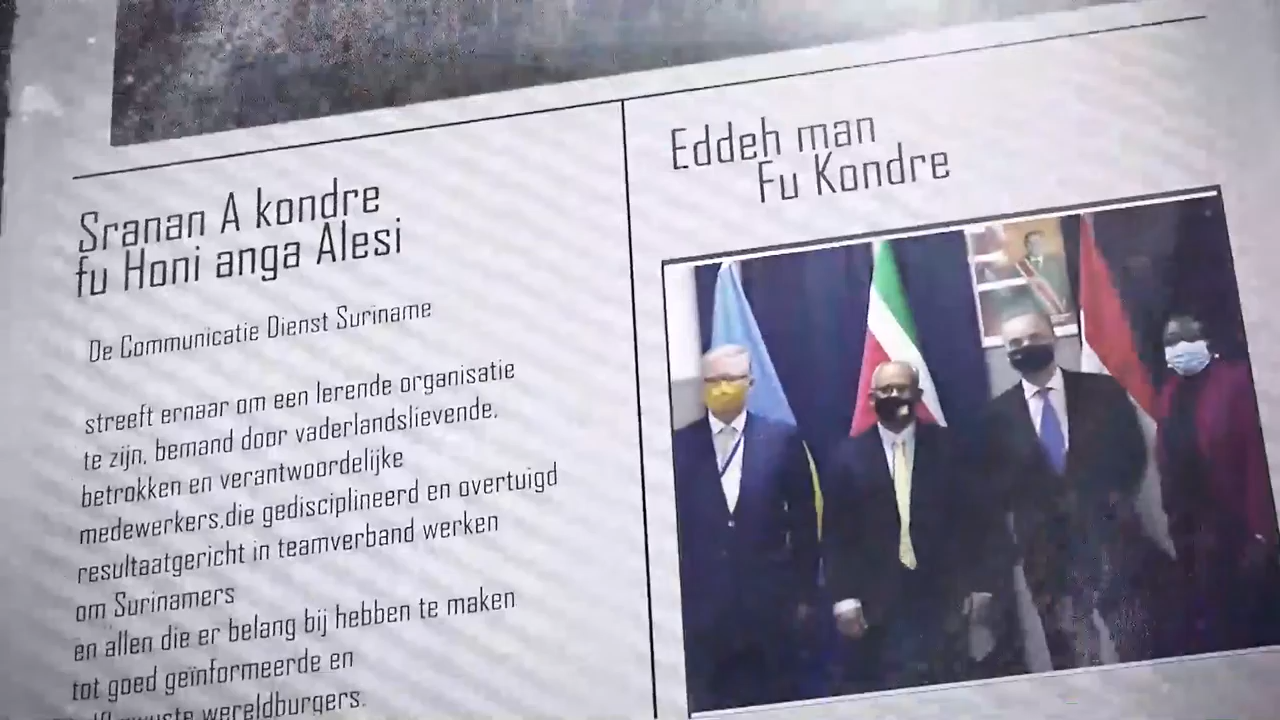 Sranan A kondre
fu Honi anga Alesi
De Communicatie Dienst Suriname
streeft ernaar om een lerende organisatie
te zijn, bemand door vaderlandslievende,
betrokken en verantwoordelijke
medewerkers,die gedisciplineerd en overtuigd
resultaatgericht in teamverband werken
om Surinamers
en allen die er belang bij hebben te maken
tot goed geïnformeerde en
wereldburgers.
Eddeh man
Fu Kondre